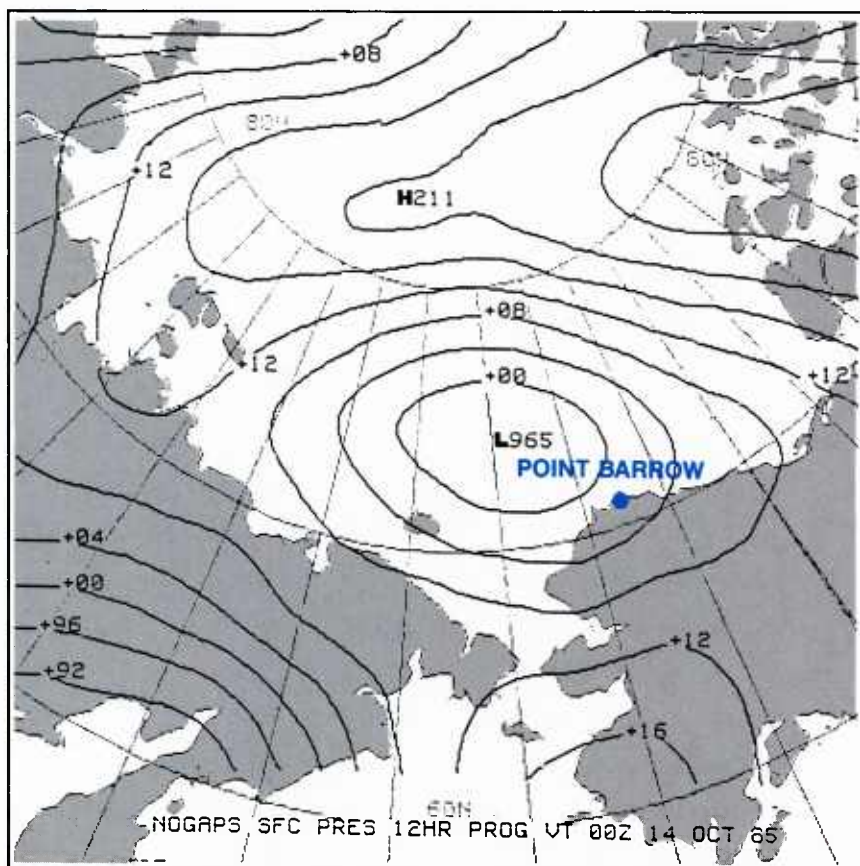 +08
80N
+12
60N
H211
+08
+12
+00
+12
L965
POINT BARROW
+04
+00
+96
+92
+12
+16
60N
NOGAPS SFC PRES 12HR PROG VT 00Z 14 OCT 85